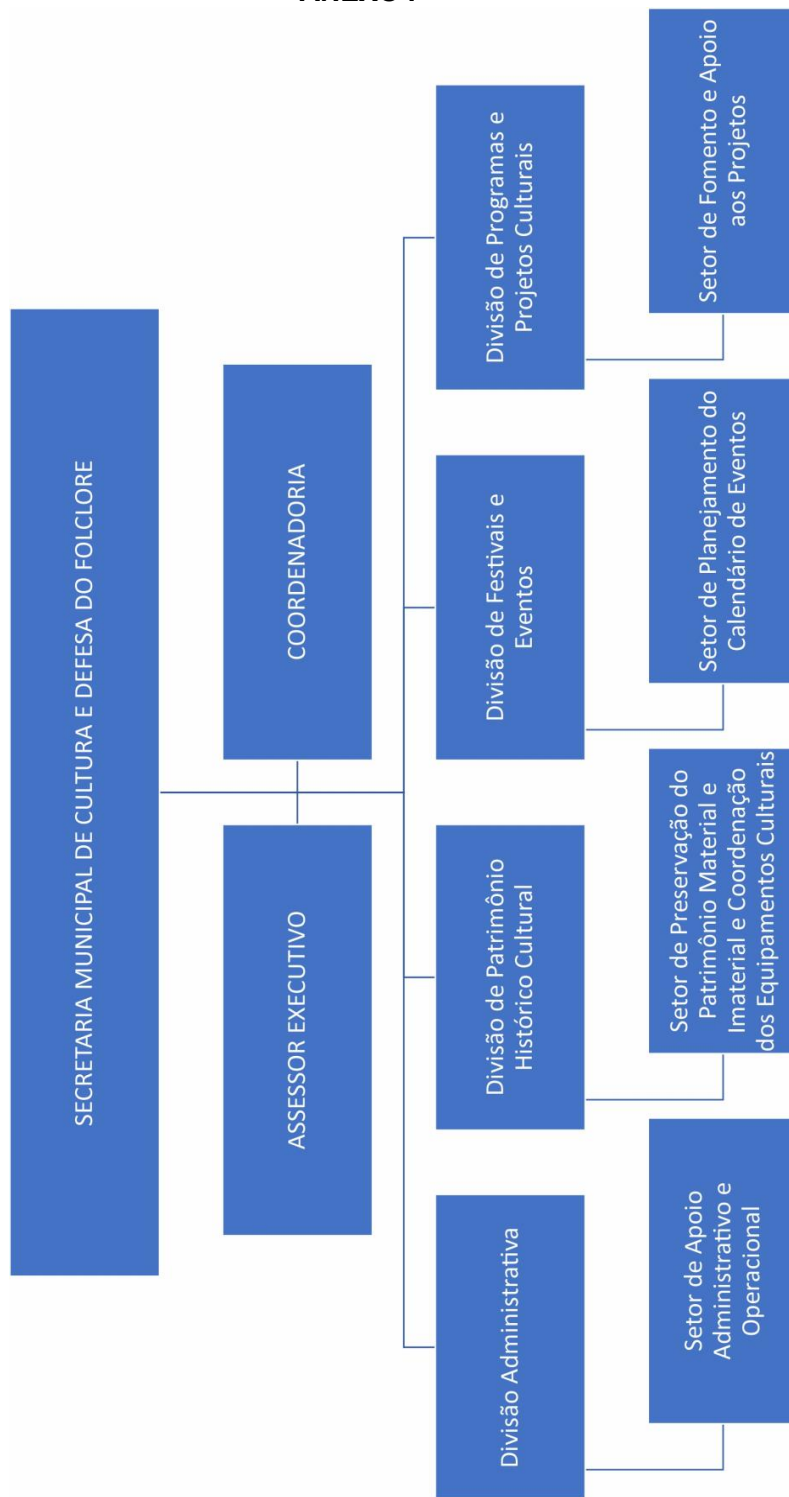 SECRETARIA MUNICIPAL DE CULTURA E DEFESA DO FOLCLORE
ASSESSOR EXECUTIVO
COORDENADORIA
Divisão Administrativa
Divisão de Patrimônio
Histórico Cultural
Divisão de Festivais e
Eventos
Divisão de Programas e
Projetos Culturais
Setor de Apoio
Administrativo e
Operacional
Setor de Preservação do
Patrimônio Material e
Imaterial e Coordenação
dos Equipamentos Culturais
Setor de Planejamento do
Calendário de Eventos
Setor de Fomento e Apoio
aos Projetos